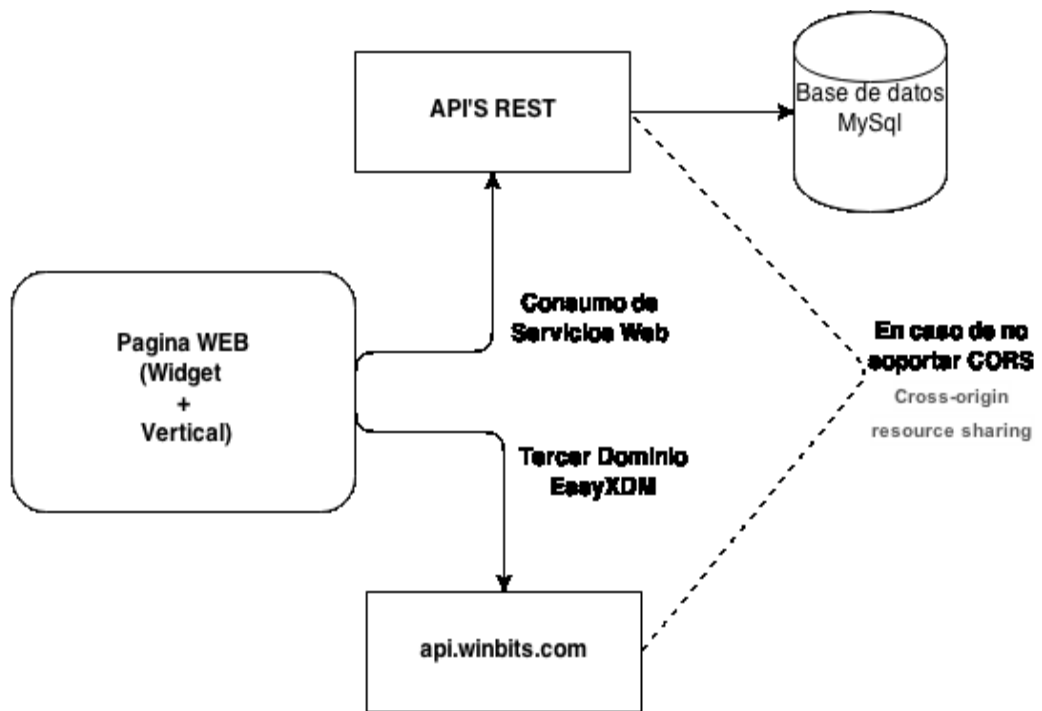 API'S REST
Base de datos
MySql
Consumo de
Servicios Web
Pagina WEB
(Widget
+
Vertical)
En caso de no
soportar CORS
Cross-origin
resource sharing
Tercer Dominio
EasyXDM
api.winbits.com